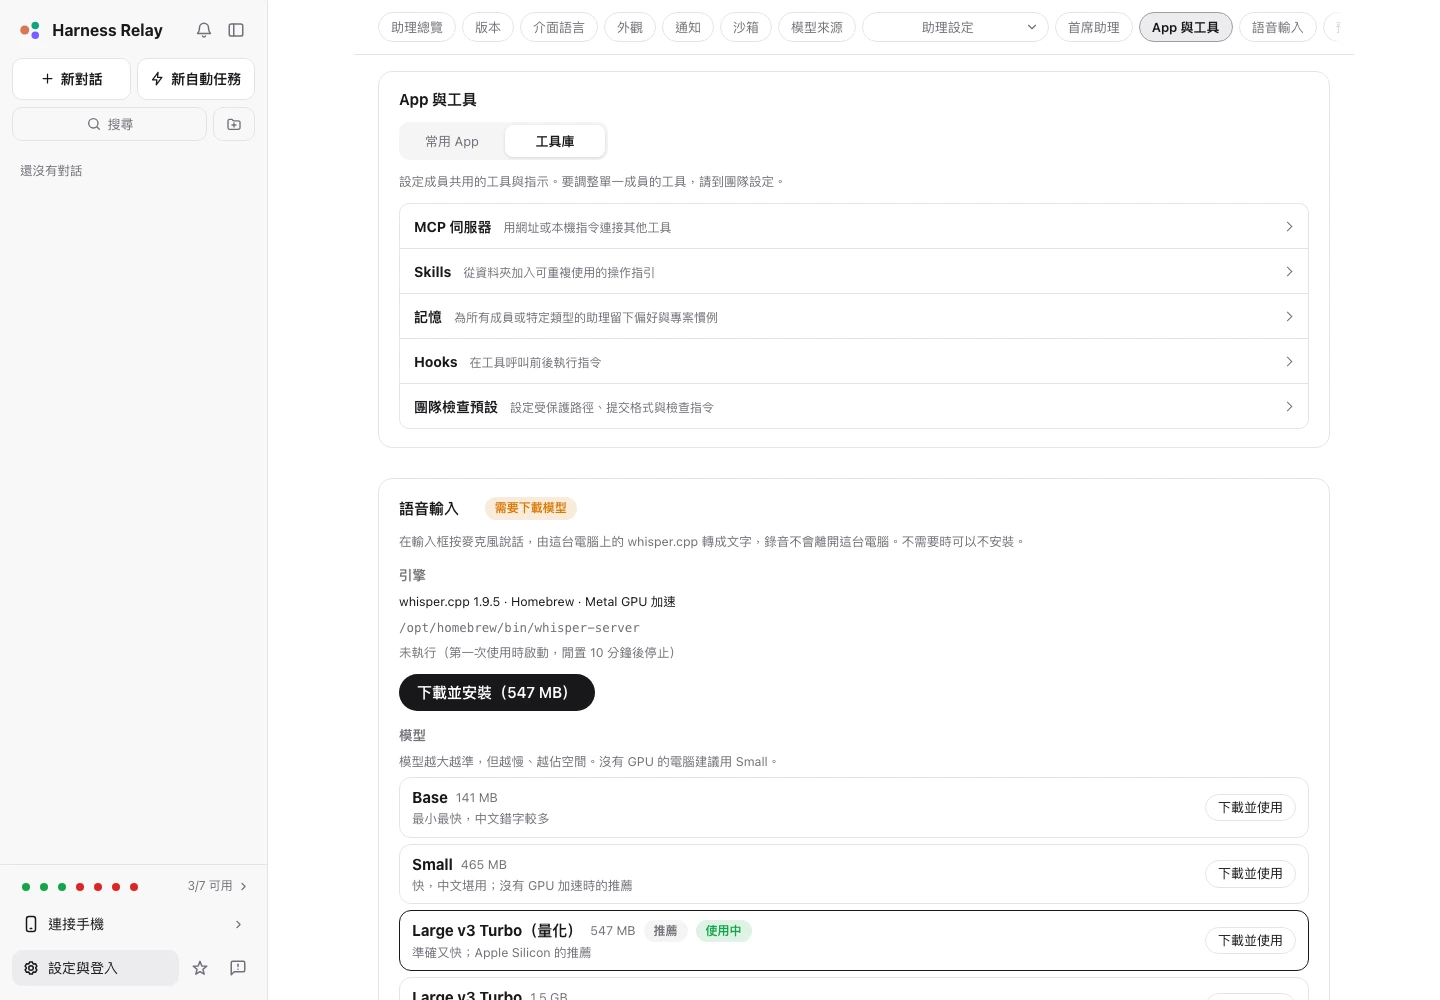 Harness Relay
新對話
新自動任務
搜尋
還沒有對話
3/7 可用
連接手機
設定與登入
助理總覽
版本
介面語言
外觀
通知
沙箱
模型來源
助理設定
首席助理
App 與工具
語音輸入
App 與工具
常用 App
工具庫
設定成員共用的工具與指示。要調整單一成員的工具，請到團隊設定。
MCP 伺服器 用網址或本機指令連接其他工具
Skills 從資料夾加入可重複使用的操作指引
記憶 為所有成員或特定類型的助理留下偏好與專案慣例
Hooks 在工具呼叫前後執行指令
團隊檢查預設 設定受保護路徑、提交格式與檢查指令
語音輸入 需要下載模型
在輸入框按麥克風說話，由這台電腦上的 whisper.cpp 轉成文字，錄音不會離開這台電腦。不需要時可以不安裝。
引擎
whisper.cpp 1.9.5 · Homebrew · Metal GPU 加速
/opt/homebrew/bin/whisper-server
未執行（第一次使用時啟動，閒置 10 分鐘後停止）
下載並安裝（547 MB）
模型
模型越大越準，但越慢、越佔空間。沒有 GPU 的電腦建議用 Small。
Base 141 MB
最小最快，中文錯字較多
下載並使用
Small 465 MB
快，中文堪用；沒有 GPU 加速時的推薦
下載並使用
Large v3 Turbo（量化） 547 MB 推薦 使用中
準確又快；Apple Silicon 的推薦
下載並使用
Large v3 Turbo 1.5 GB